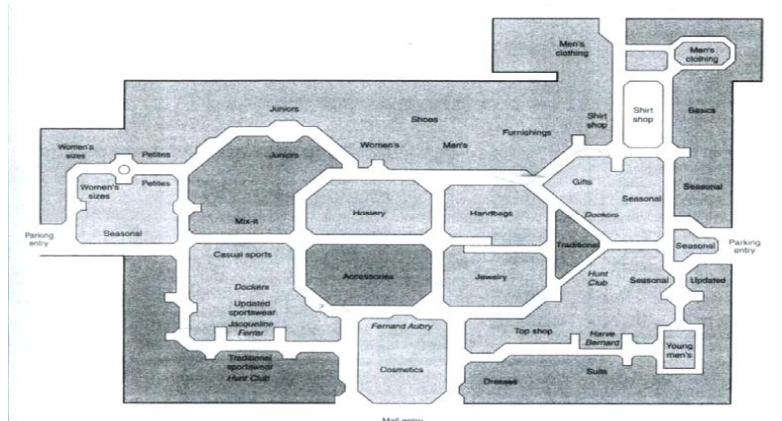 Men's
clothing
Men's
clothing
Juniors
Shoes
Shirt
shop
Shirt
shop
Basics
Furnishings
Women's
Men's
Women's
sizes
Petites
Juniors
Women's
sizes
Petites
Gifts
Seasonal
Seasonal
Mix-it
Hosiery
Handbags
Dockers
Parking
entry
Seasonal
Traditional
Seasonal
Parking
entry
Casual sports
Accessories
Jewelry
Hunt
Club
Seasonal
Updated
Dockers
Updated
sportswear
Jacqueline
Ferrar
Fernand Aubry
Top shop
Harve
Bernard
Young
men's
Traditional
sportswear
Hunt Club
Cosmetics
Dresses
Suits
Mall entry